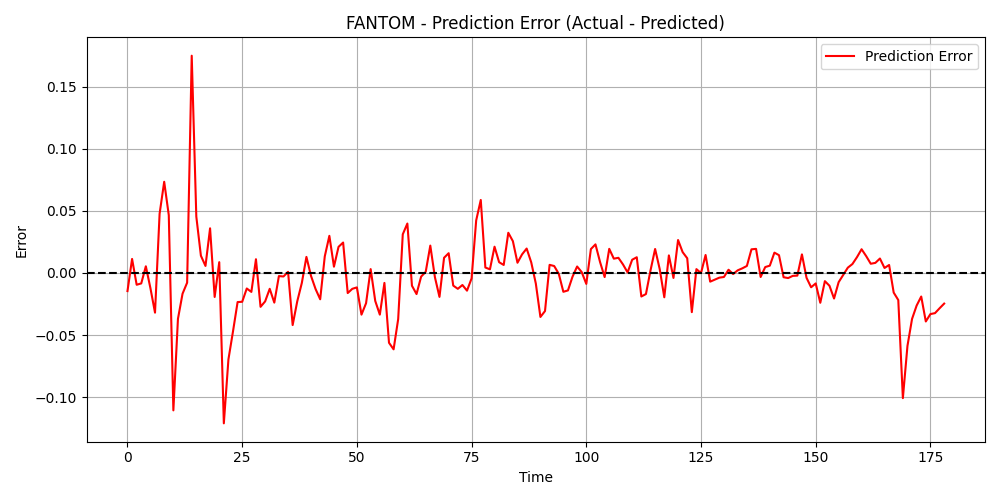 FANTOM - Prediction Error (Actual - Predicted)
Prediction Error
0.15
0.10
0.05
0.00
−0.05
−0.10
Error
0 25 50 75 100 125 150 175
Time